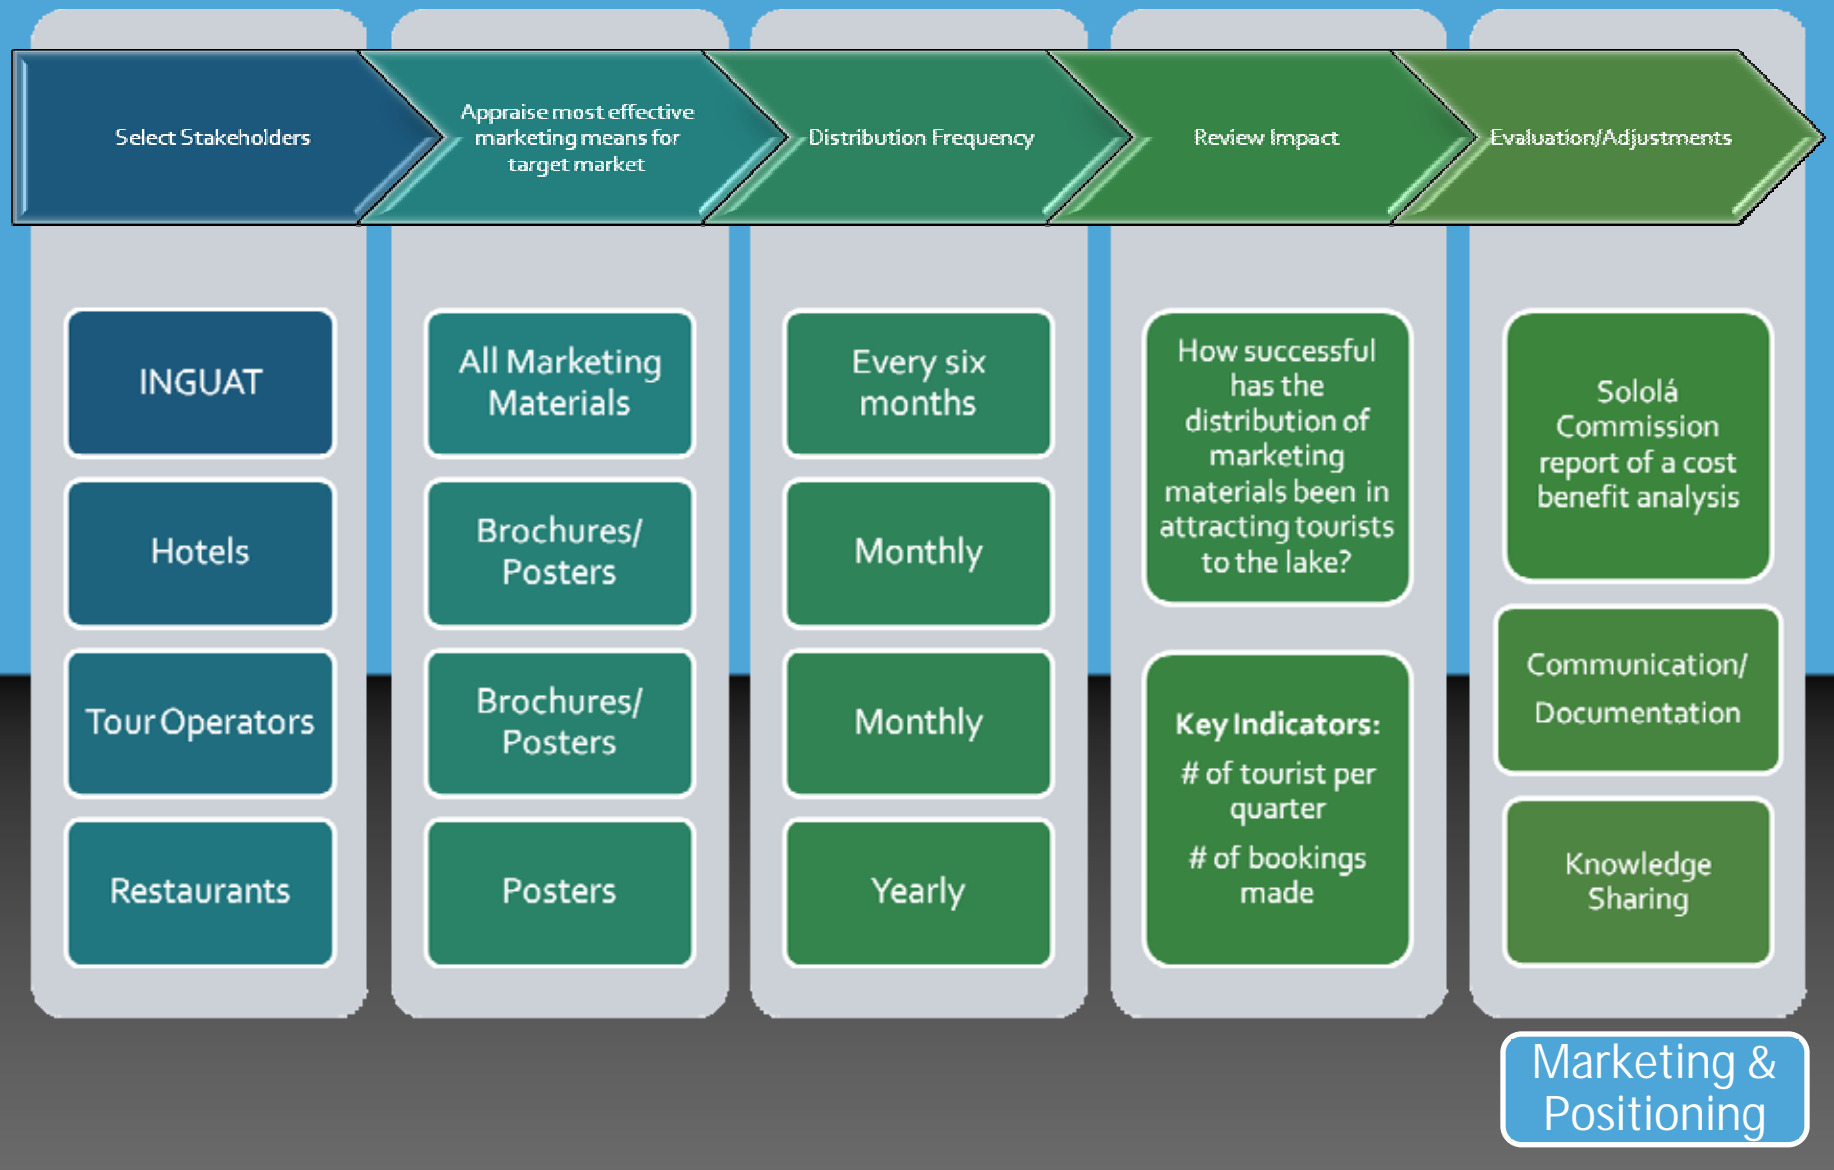 Select Stakeholders
Appraise most effective
marketing means for
target market
Distribution Frequency
Review Impact
Evaluation/Adjustments
INGUAT
Hotels
Tour Operators
Restaurants
All Marketing
Materials
Brochures/
Posters
Brochures/
Posters
Posters
Every six
months
Monthly
Monthly
Yearly
How successful
has the
distribution of
marketing
materials been in
attracting tourists
to the lake?
Key Indicators:
# of tourist per
quarter
# of bookings
made
Sololá
Commission
report of a cost
benefit analysis
Communication/
Documentation
Knowledge
Sharing
Marketing &
Positioning